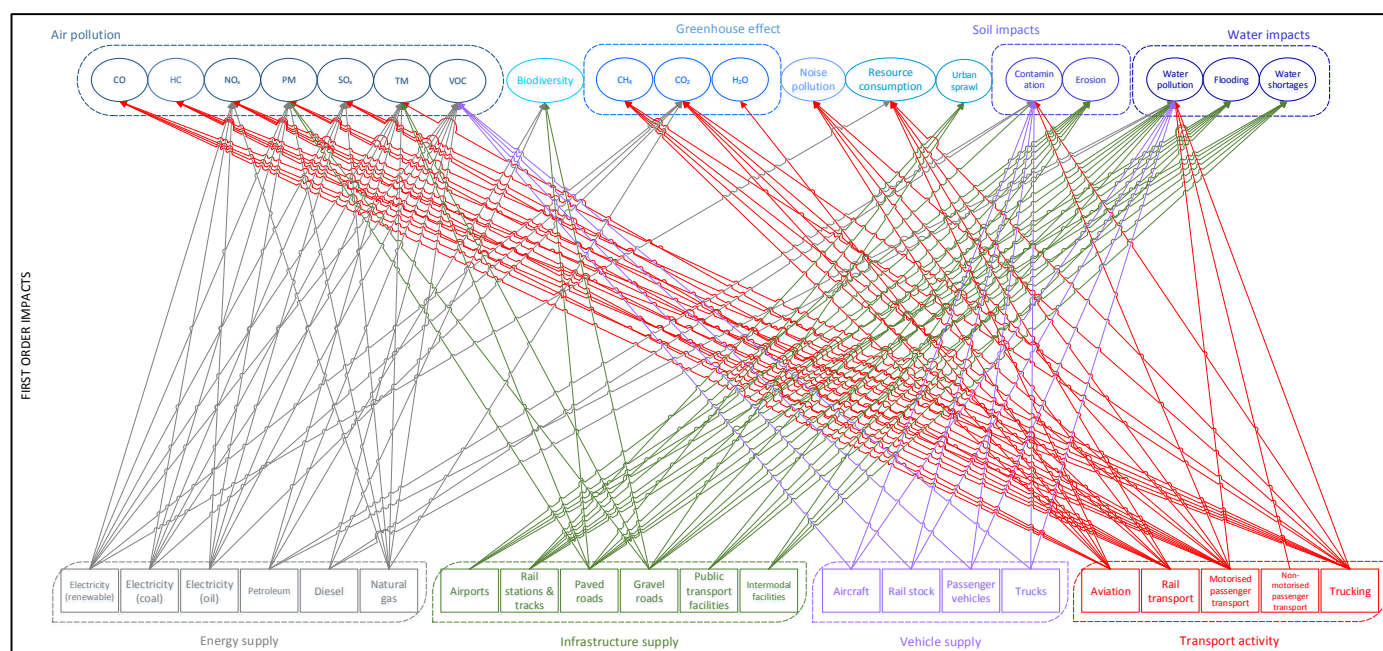 Air pollution
Greenhouse effect
Soil impacts
Water impacts
CO
HC
NOₓ
PM
SOₓ
TM
VOC
Biodiversity
CH₄
CO₂
H₂O
Noise
pollution
Resource
consumption
Urban
sprawl
Contamin
ation
Erosion
Water
pollution
Flooding
Water
shortages
FIRST ORDER IMPACTS
Electricity
(renewable)
Electricity
(coal)
Electricity
(oil)
Petroleum
Diesel
Natural
gas
Airports
Rail
stations &
tracks
Paved
roads
Gravel
roads
Public
transport
facilities
Intermodal
facilities
Aircraft
Rail stock
Passenger
vehicles
Trucks
Aviation
Rail
transport
Motorised
passenger
transport
Non-
motorised
passenger
transport
Trucking
Energy supply
Infrastructure supply
Vehicle supply
Transport activity